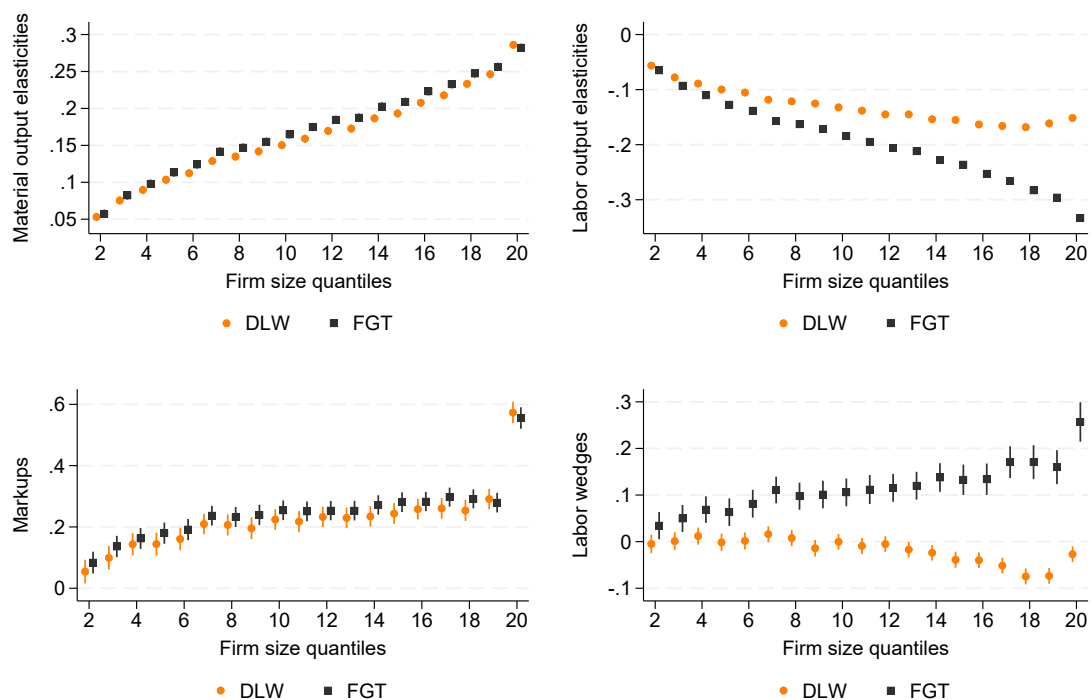 Material output elasticities
.3
.25
.2
.15
.1
.05
2 4 6 8 10 12 14 16 18 20
Firm size quantiles
DLW FGT
Labor output elasticities
0
-.1
-.2
-.3
2 4 6 8 10 12 14 16 18 20
Firm size quantiles
DLW FGT
Markups
.6
.4
.2
0
2 4 6 8 10 12 14 16 18 20
Firm size quantiles
DLW FGT
Labor wedges
.3
.2
.1
0
-.1
2 4 6 8 10 12 14 16 18 20
Firm size quantiles
DLW FGT